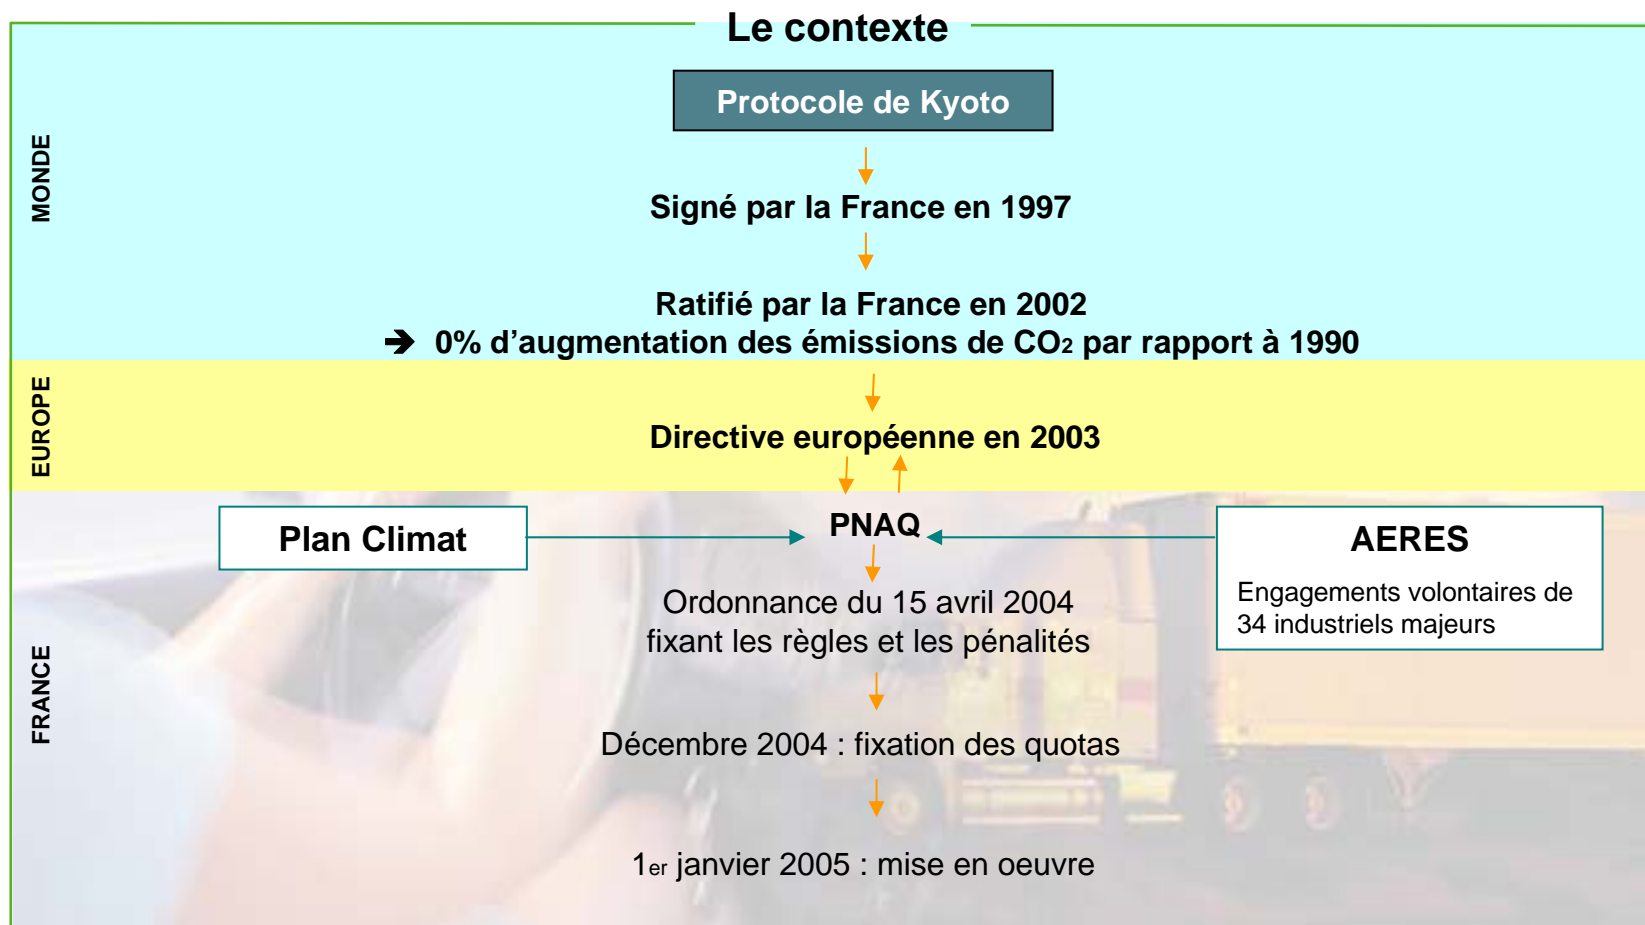 Le contexte
MONDE
Protocole de Kyoto
Signé par la France en 1997
Ratifié par la France en 2002
➔ 0% d’augmentation des émissions de CO2 par rapport à 1990
EUROPE
Directive européenne en 2003
FRANCE
Plan Climat
PNAQ
AERES
Engagements volontaires de
34 industriels majeurs
Ordonnance du 15 avril 2004
fixant les règles et les pénalités
Décembre 2004 : fixation des quotas
1er janvier 2005 : mise en oeuvre